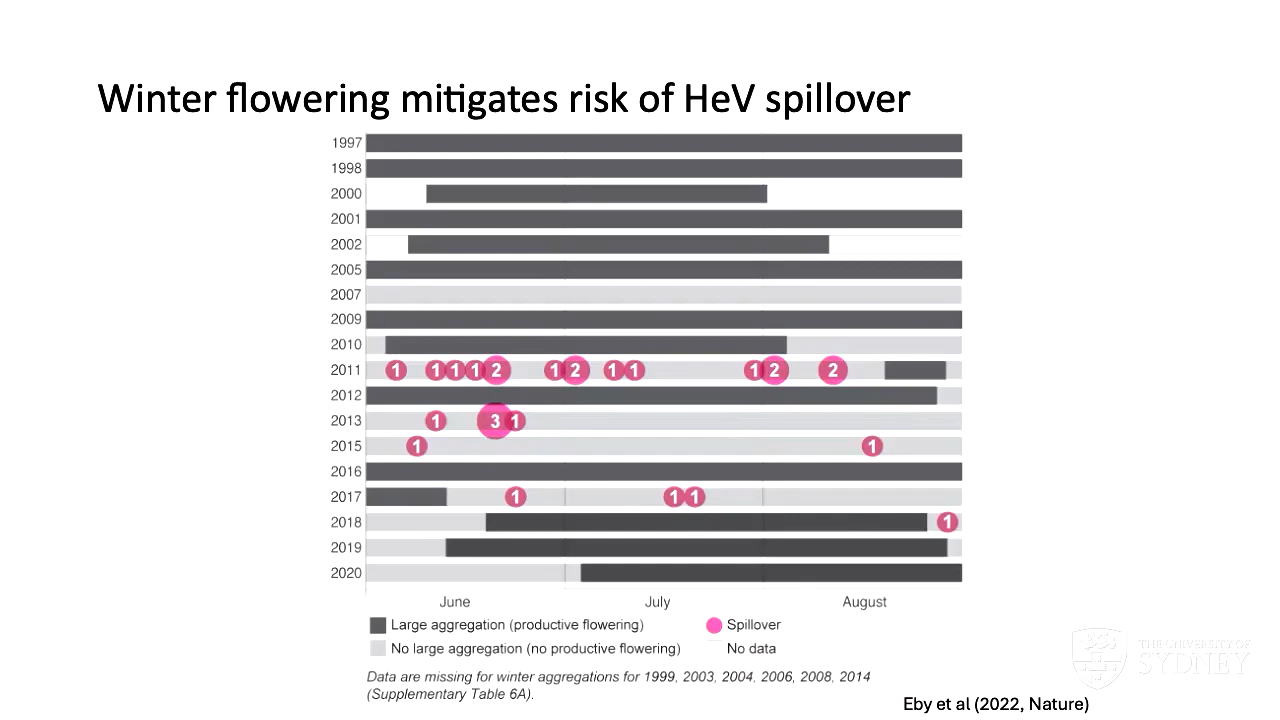 Winter flowering mitigates risk of HeV spillover
1997
1998
2000
2001
2002
2005
2007
2009
2010
2011 1 1 1 1 2 1 2 1 1 1 2 2
2012
2013 1 3 1
2015 1 1
2016
2017 1 1 1
2018 1
2019
2020
June July August
Large aggregation (productive flowering) Spillover
No large aggregation (no productive flowering) No data
Data are missing for winter aggregations for 1999, 2003, 2004, 2006, 2008, 2014
(Supplementary Table 6A).
THE UNIVERSITY OF
SYDNEY
Eby et al (2022, Nature)